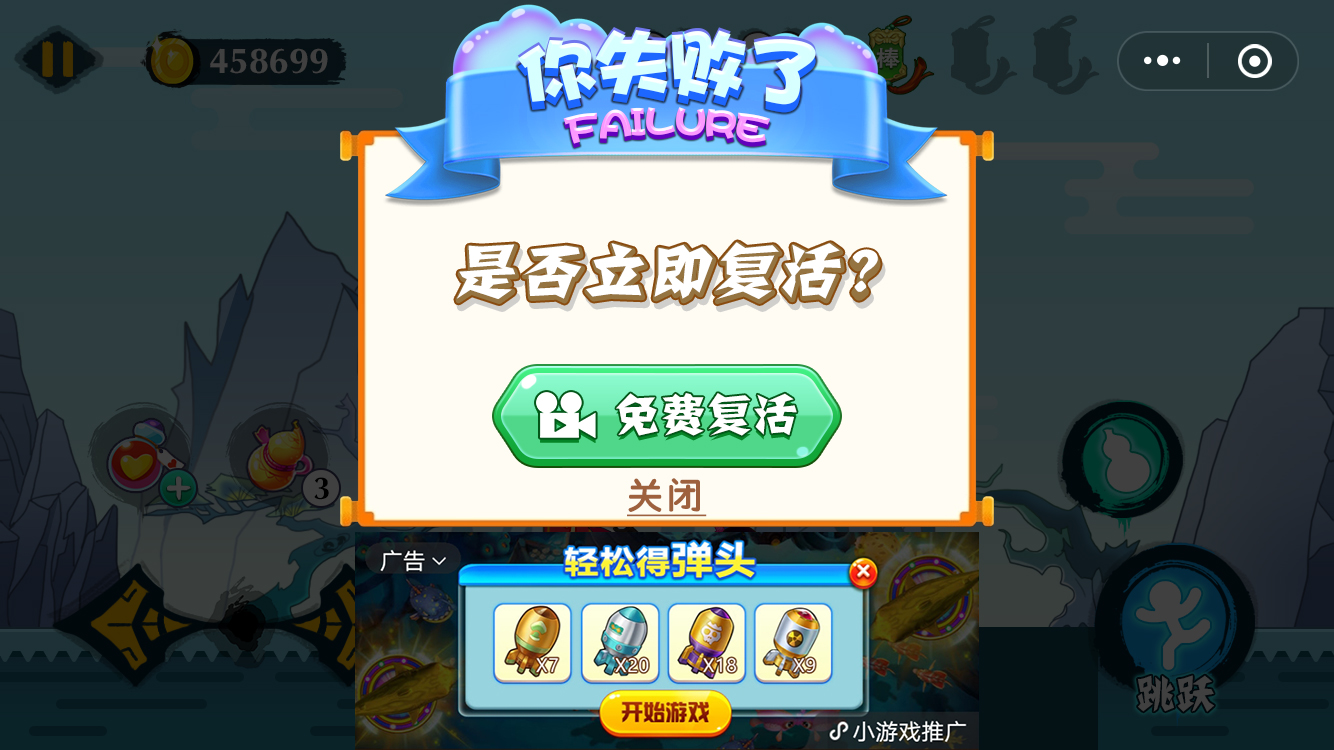 458699
棒
你失败了
FAILURE
是否立即复活?
免费复活
关闭
3
广告
轻松得弹头
X7
X20
X18
X9
开始游戏
小游戏推广
跳跃